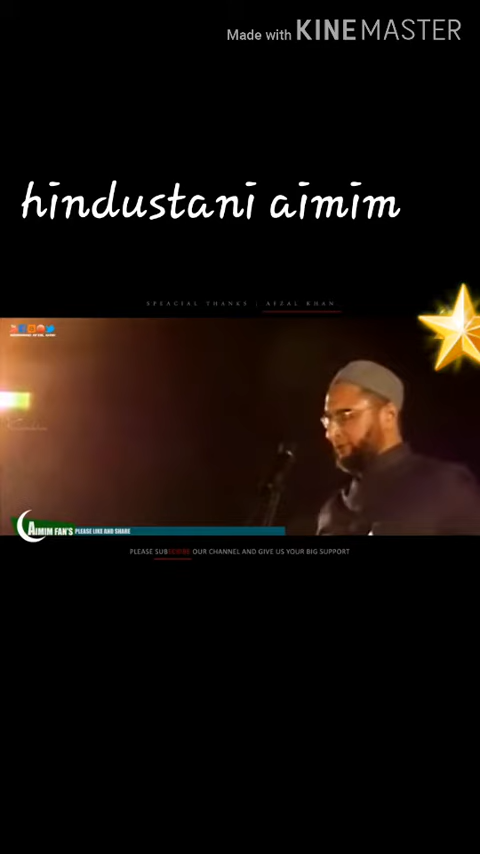 Made with KINEMASTER
hindustani aimim
SPEACIAL THANKS : AFZAL KHAN
AIMIM FAN'S PLEASE LIKE AND SHARE
PLEASE SUBSCRIBE OUR CHANNEL AND GIVE US YOUR BIG SUPPORT